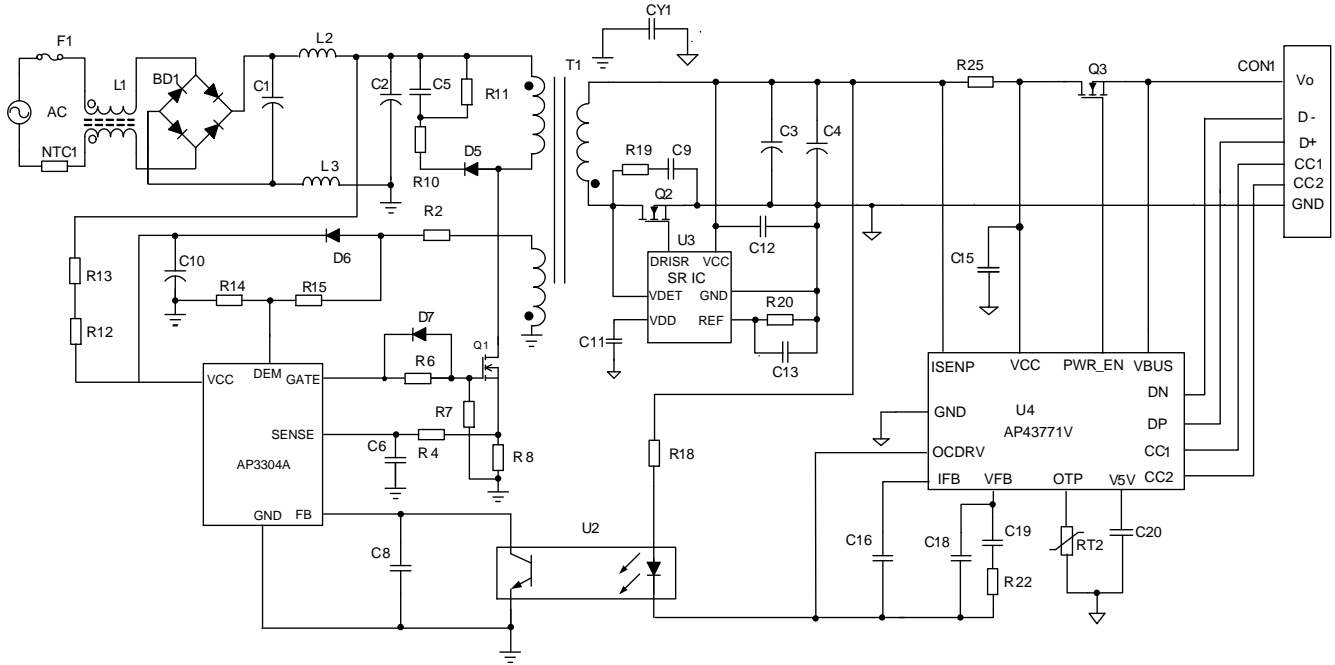 CY1
F1
L2
T1
L1
BD1
C1
C2
C5
R11
AC
NTC1
L3
R10
D5
R25
Q3
CON1
Vo
D-
D+
CC1
CC2
GND
C3
C4
R19
C9
Q2
R2
D6
C10
R13
R14
R15
R12
U3
C12
DRISR
VCC
SR IC
VDET
GND
VDD
REF
R20
C11
C13
C15
D7
Q1
R6
R7
VCC
DEM
GATE
SENSE
AP3304A
GND
FB
C6
R4
R8
C8
U2
R18
ISENP
VCC
PWR_EN
VBUS
DN
GND
U4
DP
AP43771V
OCDRV
CC1
IFB
VFB
OTP
V5V
CC2
C16
C18
C19
R22
RT2
C20